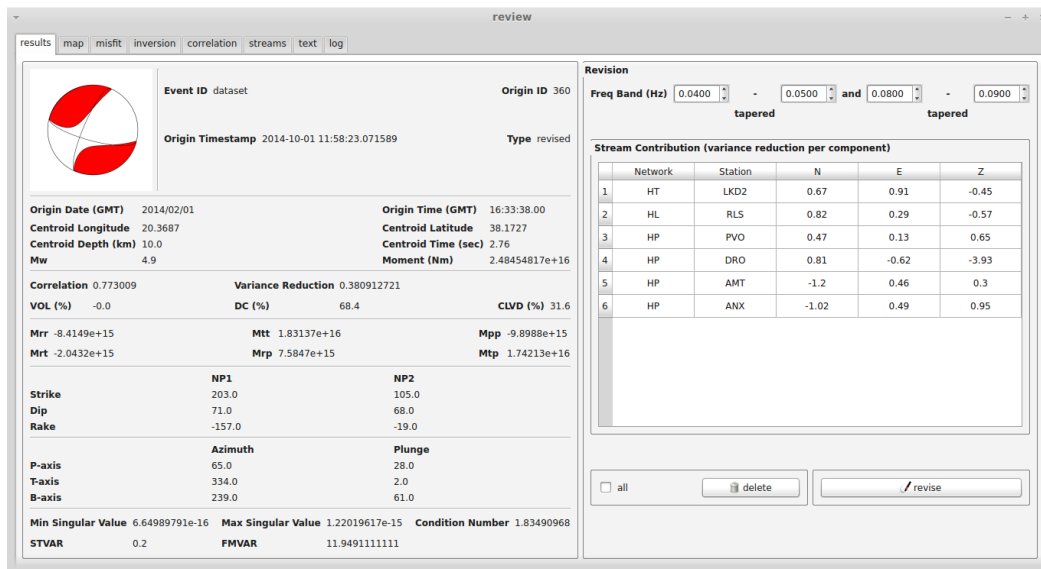 review
results map misfit inversion correlation streams text log
Event ID dataset Origin ID 360
Origin Timestamp 2014-10-01 11:58:23.071589 Type revised
Origin Date (GMT) 2014/02/01 Origin Time (GMT) 16:33:38.00
Centroid Longitude 20.3687 Centroid Latitude 38.1727
Centroid Depth (km) 10.0 Centroid Time (sec) 2.76
Mw 4.9 Moment (Nm) 2.48454817e+16
Correlation 0.773009 Variance Reduction 0.380912721
VOL (%) -0.0 DC (%) 68.4 CLVD (%) 31.6
Mrr -8.4149e+15 Mtt 1.83137e+16 Mpp -9.8988e+15
Mrt -2.0432e+15 Mrp 7.5847e+15 Mtp 1.74213e+16
NP1 NP2
Strike 203.0 105.0
Dip 71.0 68.0
Rake -157.0 -19.0
Azimuth Plunge
P-axis 65.0 28.0
T-axis 334.0 2.0
B-axis 239.0 61.0
Min Singular Value 6.64989791e-16 Max Singular Value 1.22019617e-15 Condition Number 1.83490968
STVAR 0.2 FMVAR 11.9491111111
Revision
Freq Band (Hz) 0.0400 - 0.0500 and 0.0800 - 0.0900
tapered tapered
Stream Contribution (variance reduction per component)
Network Station N E Z
1 HT LKD2 0.67 0.91 -0.45
2 HL RLS 0.82 0.29 -0.57
3 HP PVO 0.47 0.13 0.65
4 HP DRO 0.81 -0.62 -3.93
5 HP AMT -1.2 0.46 0.3
6 HP ANX -1.02 0.49 0.95
all delete revise